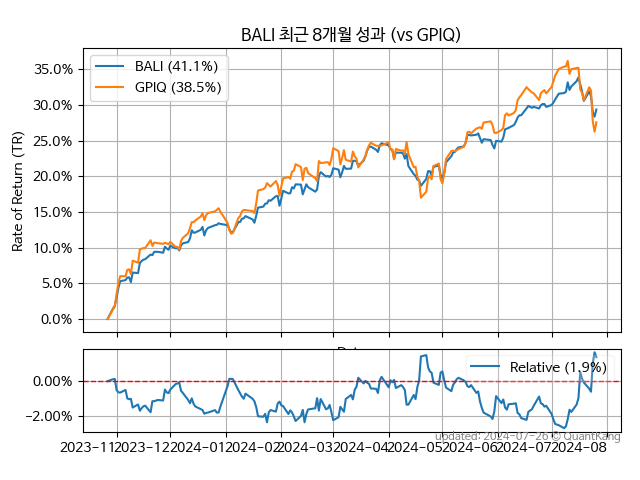 BALI 최근 8개월 성과 (vs GPIQ)
BALI (41.1%)
GPIQ (38.5%)
Rate of Return (TR)
35.0%
30.0%
25.0%
20.0%
15.0%
10.0%
5.0%
0.0%
Relative (1.9%)
0.00%
−2.00%
updated: 2024-07-26 © QuantKang
2023-11 2023-12 2024-01 2024-02 2024-03 2024-04 2024-05 2024-06 2024-07 2024-08